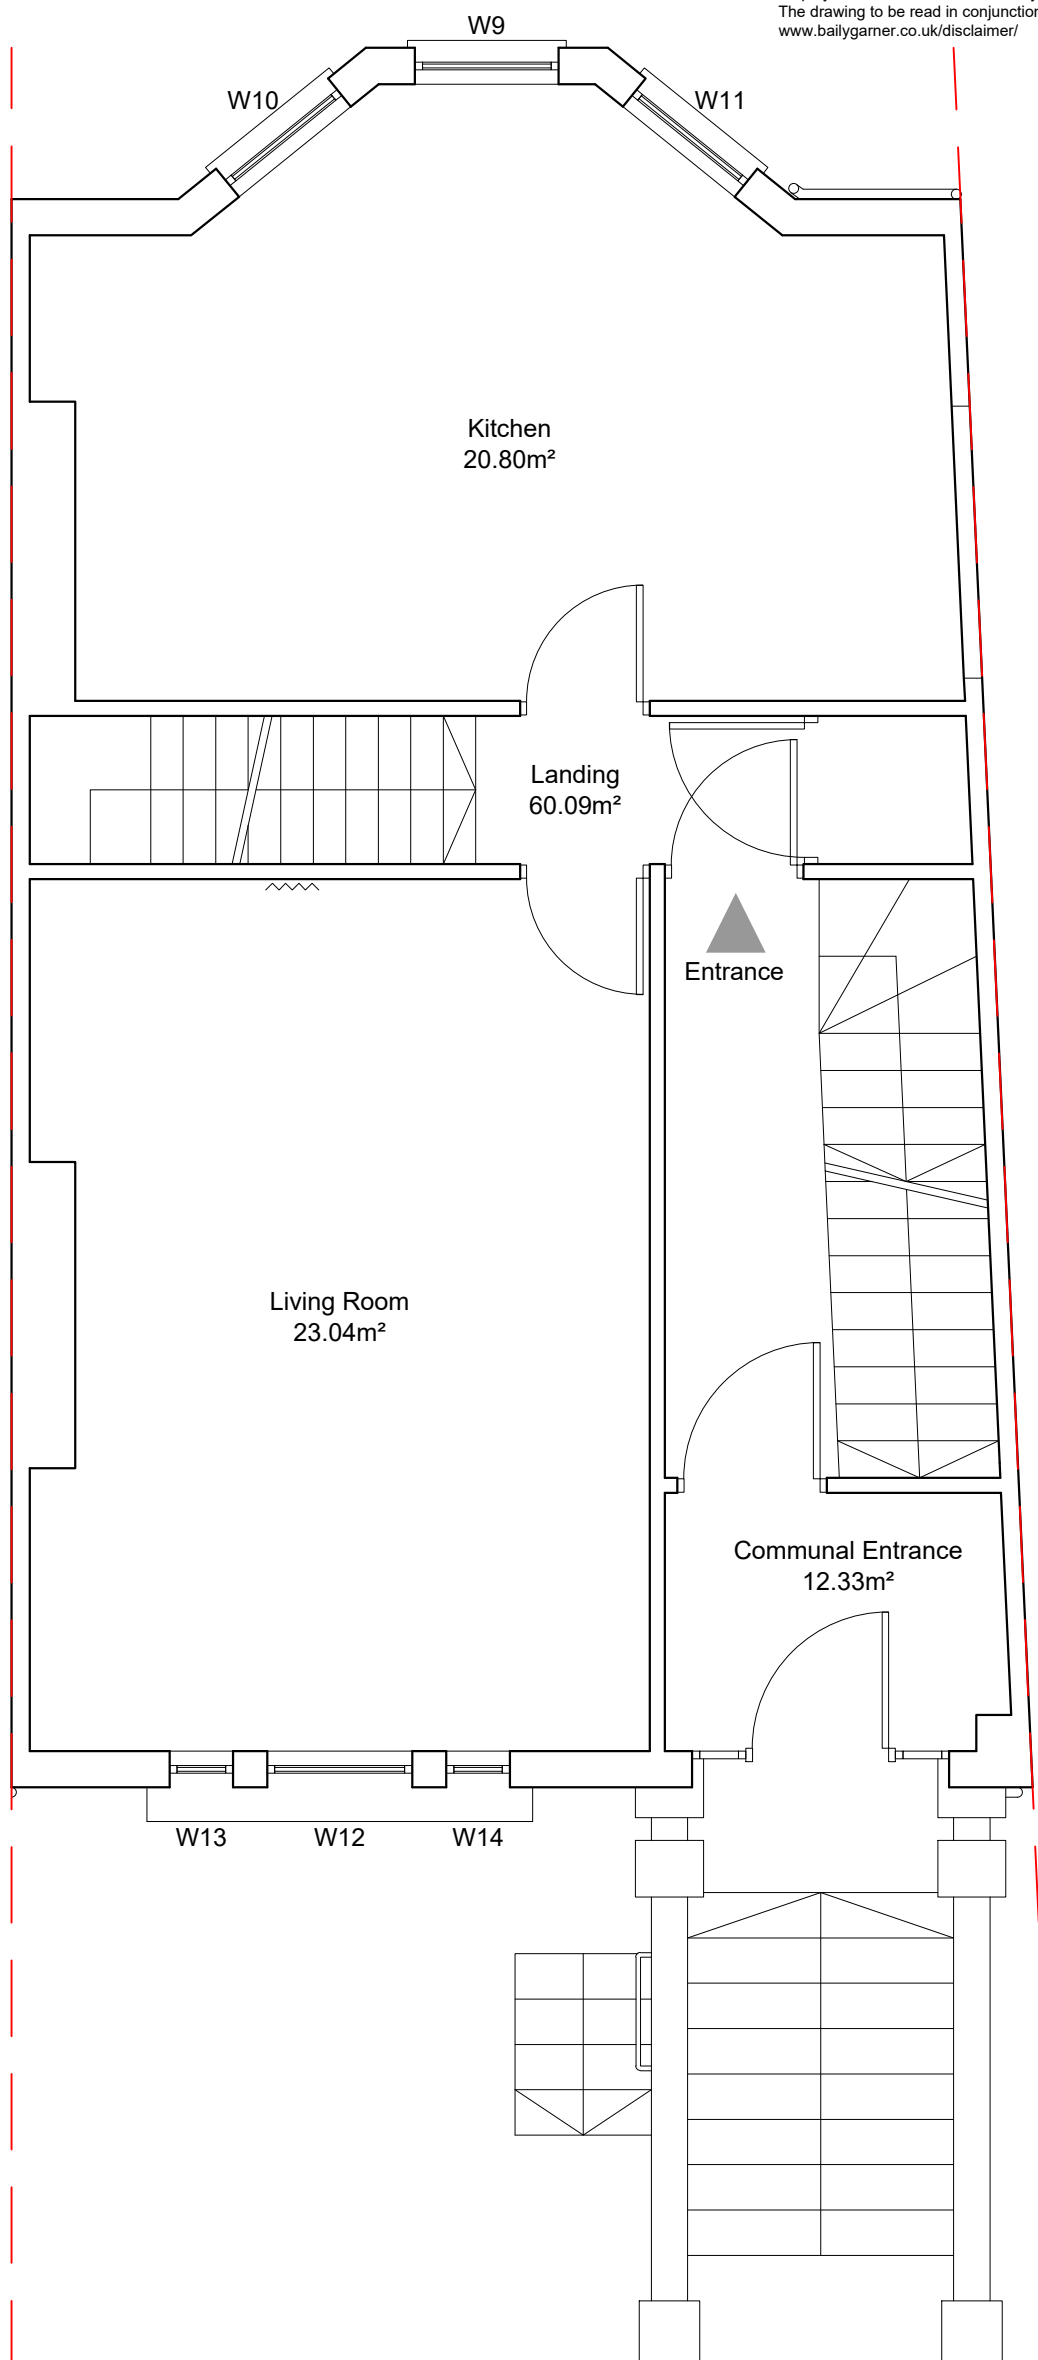 The drawing to be read in conjunction
www.bailygarner.co.uk/disclaimer/
W9
W10
W11
Kitchen
20.80m²
Landing
60.09m²
Entrance
Living Room
23.04m²
Communal Entrance
12.33m²
W13
W12
W14